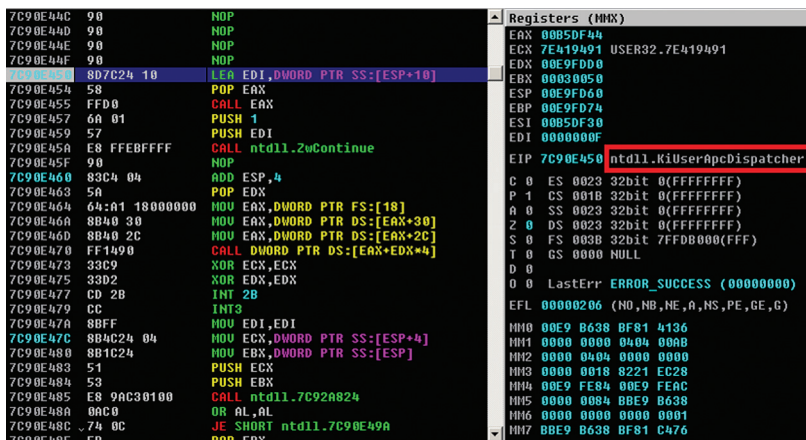 7C90E44C 90 NOP
7C90E44D 90 NOP
7C90E44E 90 NOP
7C90E44F 90 NOP
7C90E450 8D7C24 10 LEA EDI,DWORD PTR SS:[ESP+10]
7C90E454 58 POP EAX
7C90E455 FFD0 CALL EAX
7C90E457 6A 01 PUSH 1
7C90E459 57 PUSH EDI
7C90E45A E8 FFEBFFFF CALL ntdll.ZwContinue
7C90E45F 90 NOP
7C90E460 83C4 04 ADD ESP,4
7C90E463 5A POP EDX
7C90E464 64:A1 18000000 MOV EAX,DWORD PTR FS:[18]
7C90E46A 8B40 30 MOV EAX,DWORD PTR DS:[EAX+30]
7C90E46D 8B40 2C MOV EAX,DWORD PTR DS:[EAX+2C]
7C90E470 FF1490 CALL DWORD PTR DS:[EAX+EDX*4]
7C90E473 33C9 XOR ECX,ECX
7C90E475 33D2 XOR EDX,EDX
7C90E477 CD 2B INT 2B
7C90E479 CC INT3
7C90E47A 8BFF MOV EDI,EDI
7C90E47C 8B4C24 04 MOV ECX,DWORD PTR SS:[ESP+4]
7C90E480 8B1C24 MOV EBX,DWORD PTR SS:[ESP]
7C90E483 51 PUSH ECX
7C90E484 53 PUSH EBX
7C90E485 E8 9AC30100 CALL ntdll.7C92A824
7C90E48A 0AC0 OR AL,AL
7C90E48C 74 0C JE SHORT ntdll.7C90E49A
Registers (MMX)
EAX 00B5DF44
ECX 7E419491 USER32.7E419491
EDX 00E9FDD0
EBX 00030050
ESP 00E9FD60
EBP 00E9FD74
ESI 00B5DF30
EDI 0000000F
EIP 7C90E450 ntdll.KiUserApcDispatcher
C 0 ES 0023 32bit 0(FFFFFFFF)
P 1 CS 001B 32bit 0(FFFFFFFF)
A 0 SS 0023 32bit 0(FFFFFFFF)
Z 0 DS 0023 32bit 0(FFFFFFFF)
S 0 FS 003B 32bit 7FFDB000(FFF)
T 0 GS 0000 NULL
D 0
O 0 LastErr ERROR_SUCCESS (00000000)
EFL 00000206 (NO,NB,NE,A,NS,PE,GE,G)
MM0 00E9 B638 BF81 4136
MM1 0000 0000 0404 00AB
MM2 0000 0404 0000 0000
MM3 0000 0018 8221 EC28
MM4 00E9 FE84 00E9 FEAC
MM5 0000 0084 BBE9 B638
MM6 0000 0000 0000 0001
MM7 BBE9 B638 BF81 C476